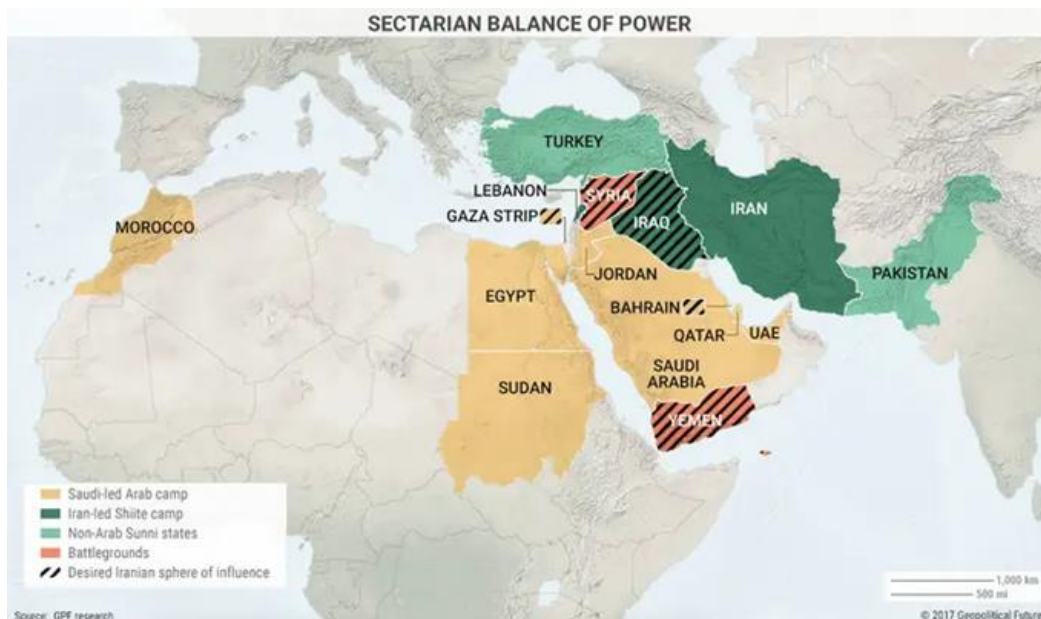 SECTARIAN BALANCE OF POWER
TURKEY
LEBANON
SYRIA
GAZA STRIP
IRAQ
IRAN
MOROCCO
JORDAN
PAKISTAN
EGYPT
BAHRAIN
QATAR
UAE
SAUDI
ARABIA
SUDAN
YEMEN
Saudi-led Arab camp
Iran-led Shiite camp
Non-Arab Sunni states
Battlegrounds
Desired Iranian sphere of influence
1,000 km
500 mi
Source: GPF research
© 2017 Geopolitical Future